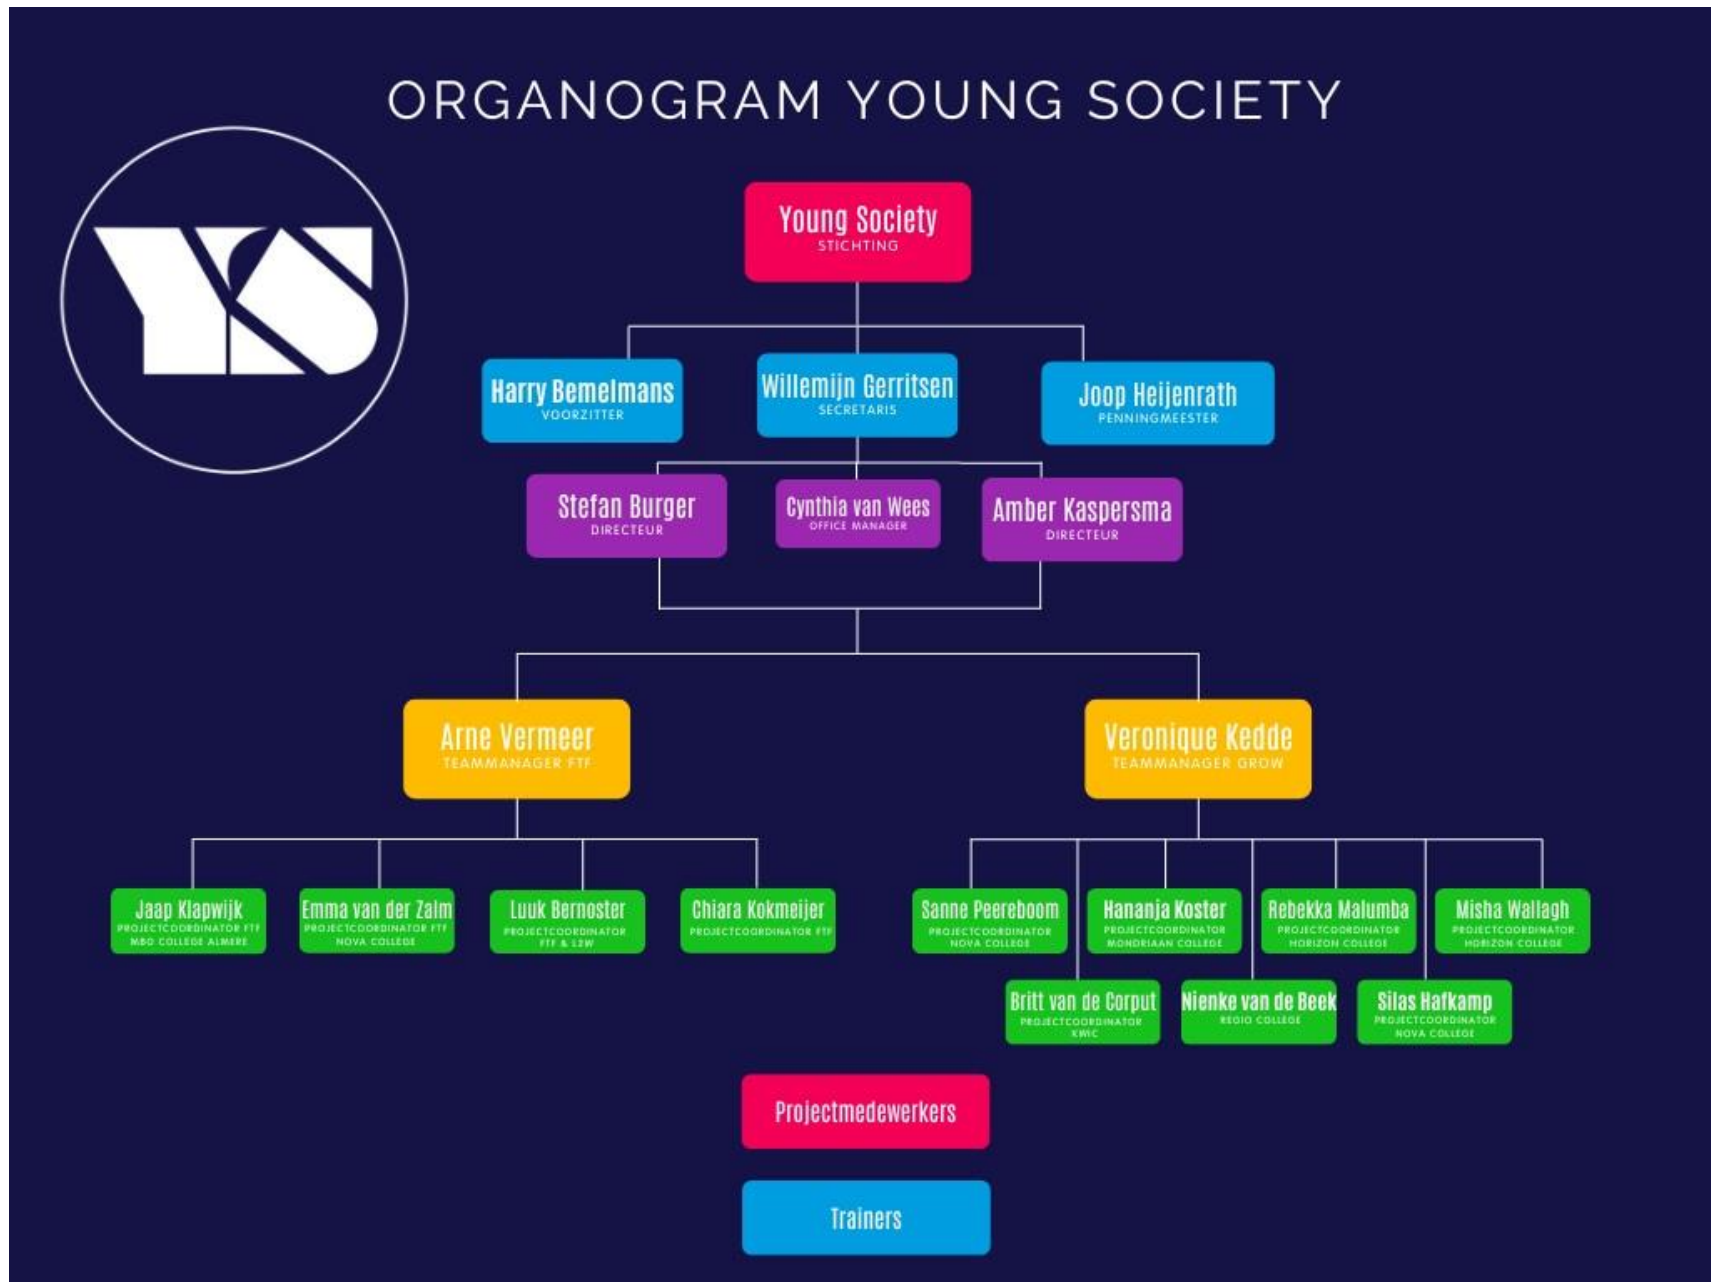 ORGANOGRAM YOUNG SOCIETY
YS
Young Society
STICHTING
Harry Bemelmans
VOORZITTER
Willemijn Gerritsen
SECRETARIS
Joop Heijenrath
PENNINGMEESTER
Stefan Burger
DIRECTEUR
Cynthia van Wees
OFFICE MANAGER
Amber Kaspersma
DIRECTEUR
Arne Vermeer
TEAMMANAGER FTF
Veronique Kedde
TEAMMANAGER GROW
Jaap Klapwijk
PROJECTCOORDINATOR FTF
MBO COLLEGE ALMERE
Emma van der Zalm
PROJECTCOORDINATOR FTF
NOVA COLLEGE
Luuk Bernoster
PROJECTCOORDINATOR
FTF & L2W
Chiara Kokmeijer
PROJECTCOORDINATOR FTF
Sanne Peereboom
PROJECTCOORDINATOR
NOVA COLLEGE
Hananja Koster
PROJECTCOORDINATOR
MONDRIAAN COLLEGE
Rebekka Malumba
PROJECTCOORDINATOR
HORIZON COLLEGE
Misha Wallagh
PROJECTCOORDINATOR
HORIZON COLLEGE
Britt van de Corput
PROJECTCOORDINATOR
KWIC
Nienke van de Beek
REGIO COLLEGE
Silas Hafkamp
PROJECTCOORDINATOR
NOVA COLLEGE
Projectmedewerkers
Trainers